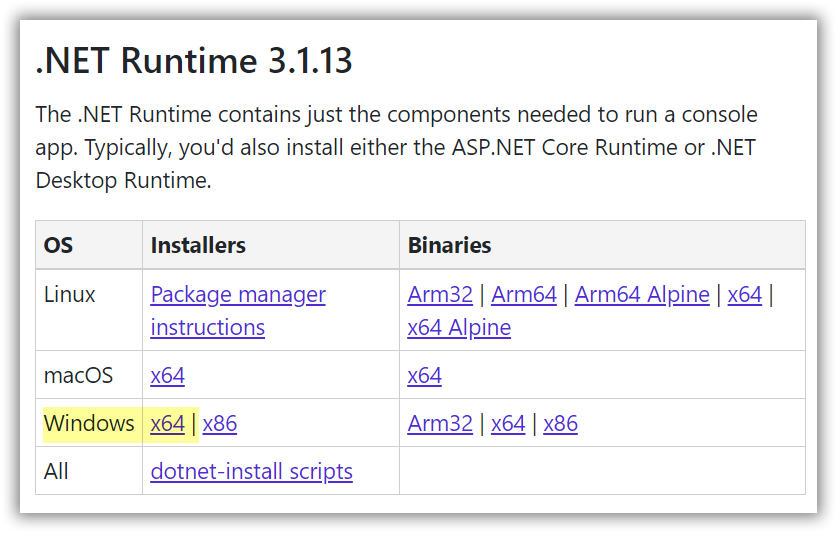 .NET Runtime 3.1.13
The .NET Runtime contains just the components needed to run a console
app. Typically, you'd also install either the ASP.NET Core Runtime or .NET
Desktop Runtime.
OS Installers Binaries
Linux Package manager Arm32 | Arm64 | Arm64 Alpine | x64 |
instructions x64 Alpine
macOS x64 x64
Windows x64 | x86 Arm32 | x64 | x86
All dotnet-install scripts